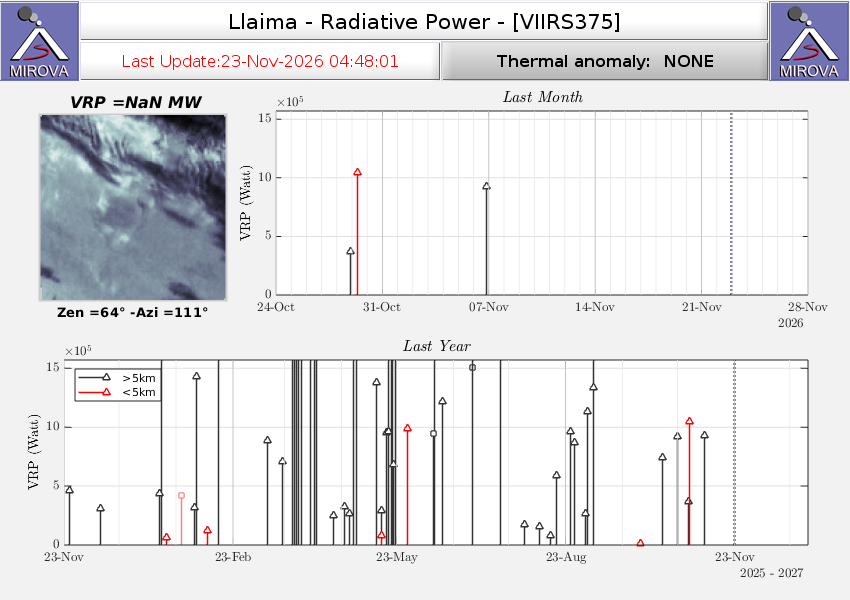 Llaima - Radiative Power - [VIIRS375]
MIROVA
Last Update:23-Nov-2026 04:48:01
Thermal anomaly: NONE
MIROVA
VRP =NaN MW
Zen =64° -Azi =111°
Last Month
×10⁵
VRP (Watt)
15
10
5
0
24-Oct 31-Oct 07-Nov 14-Nov 21-Nov 28-Nov
2026
Last Year
×10⁵
VRP (Watt)
15
10
5
0
>5km
<5km
23-Nov 23-Feb 23-May 23-Aug 23-Nov
2025 - 2027